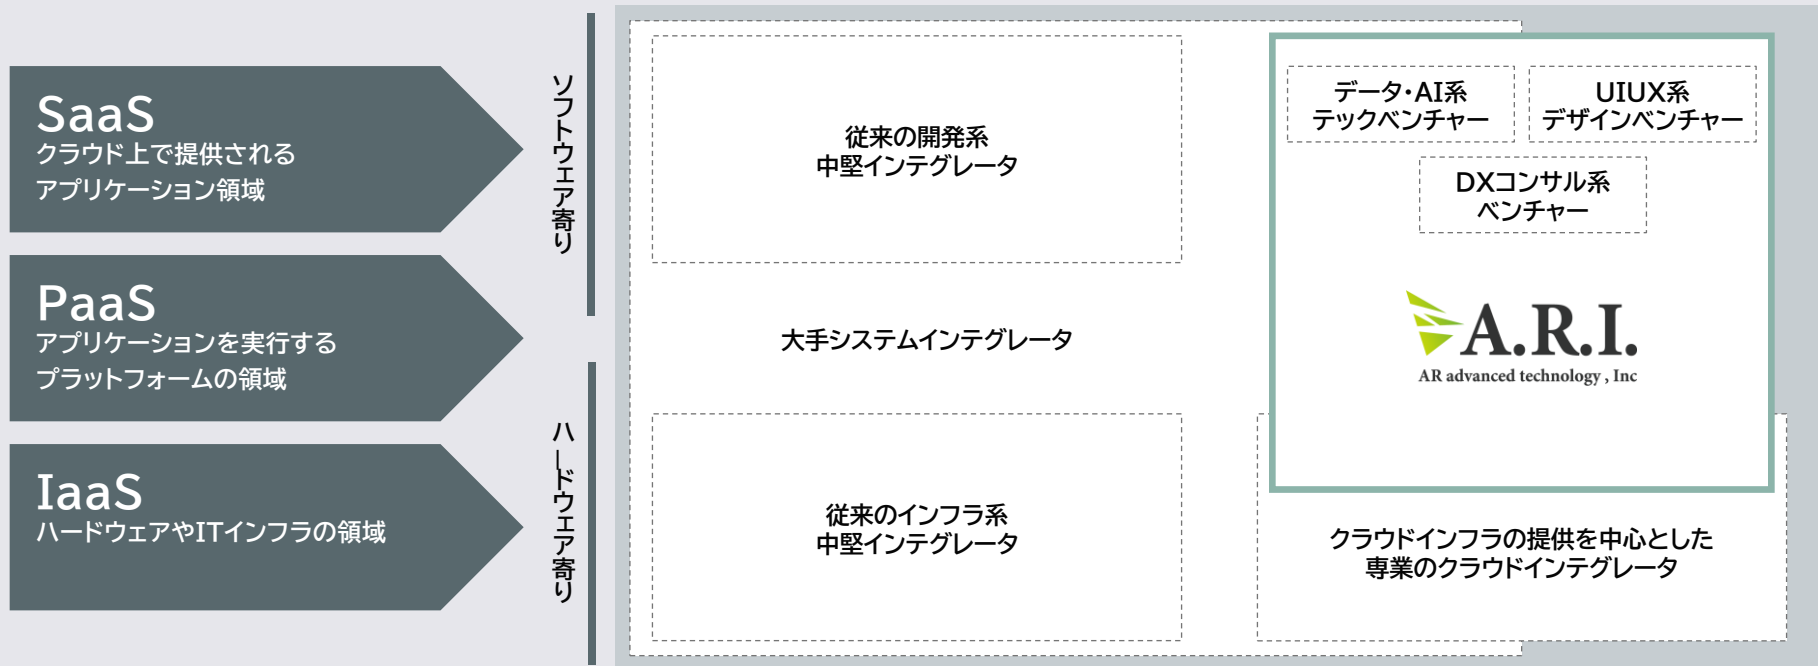 SaaS
クラウド上で提供される
アプリケーション領域
PaaS
アプリケーションを実行する
プラットフォームの領域
IaaS
ハードウェアやITインフラの領域
ソフトウェア寄り
ハードウェア寄り
従来の開発系
中堅インテグレータ
大手システムインテグレータ
従来のインフラ系
中堅インテグレータ
データ・AI系
テックベンチャー
UIUX系
デザインベンチャー
DXコンサル系
ベンチャー
A.R.I.
AR advanced technology , Inc
クラウドインフラの提供を中心とした
専業のクラウドインテグレータ